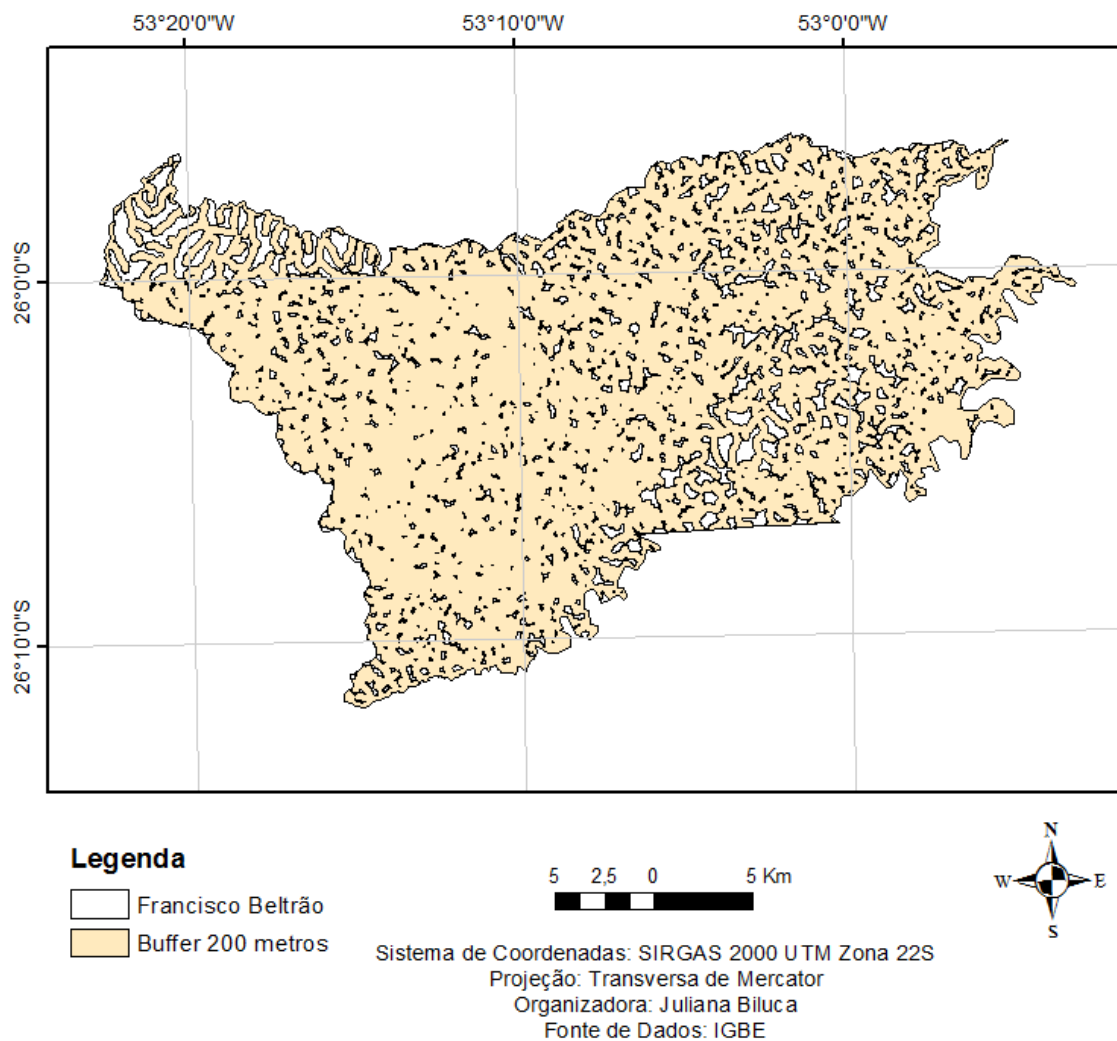 53°20'0"W 53°10'0"W 53°0'0"W
26°0'0"S
26°10'0"S
Legenda
Francisco Beltrão
Buffer 200 metros
5 2,5 0 5 Km
N
W E
S
Sistema de Coordenadas: SIRGAS 2000 UTM Zona 22S
Projeção: Transversa de Mercator
Organizadora: Juliana Biluca
Fonte de Dados: IGBE